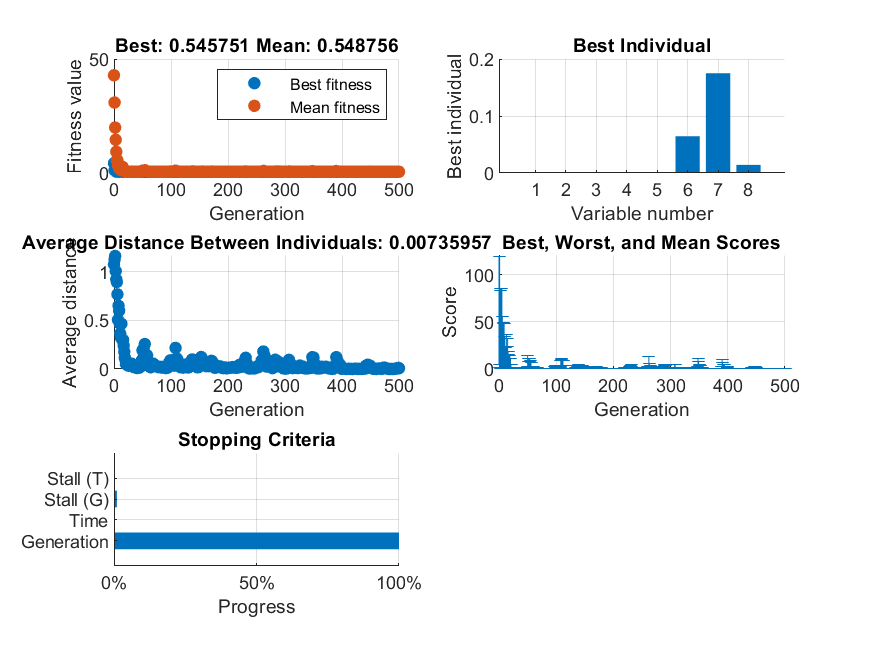 Best: 0.545751 Mean: 0.548756
Fitness value
50
0
Best fitness
Mean fitness
0 100 200 300 400 500
Generation
Best Individual
Best individual
0.2
0.1
0
1 2 3 4 5 6 7 8
Variable number
Average Distance Between Individuals: 0.00735957
Average distance
1
0.5
0
0 100 200 300 400 500
Generation
Best, Worst, and Mean Scores
Score
100
50
0
0 100 200 300 400 500
Generation
Stopping Criteria
Stall (T)
Stall (G)
Time
Generation
0% 50% 100%
Progress